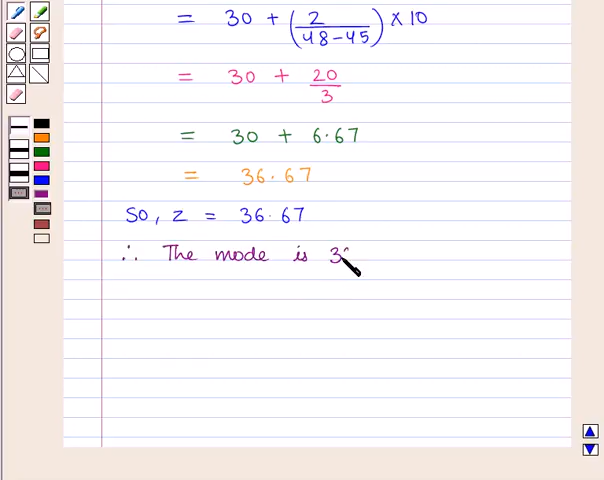 = 30 + (2/(48-45)) × 10
= 30 + 20/3
= 30 + 6.67
= 36.67
So, z = 36.67
∴ The mode is 3